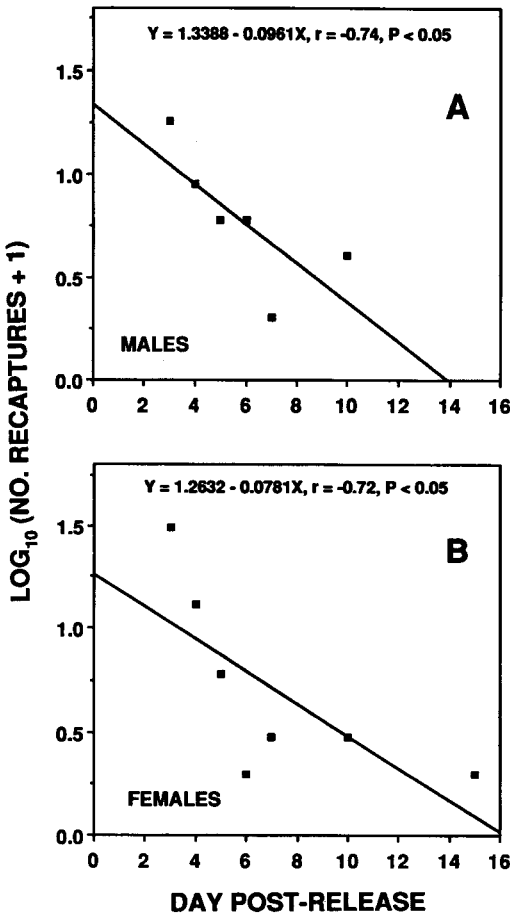 Y = 1.3388 - 0.0961X, r = -0.74, P < 0.05
A
1.5
1.0
0.5
0.0
MALES
0 2 4 6 8 10 12 14 16
LOG₁₀ (NO. RECAPTURES + 1)
Y = 1.2632 - 0.0781X, r = -0.72, P < 0.05
B
1.5
1.0
0.5
0.0
FEMALES
0 2 4 6 8 10 12 14 16
DAY POST-RELEASE